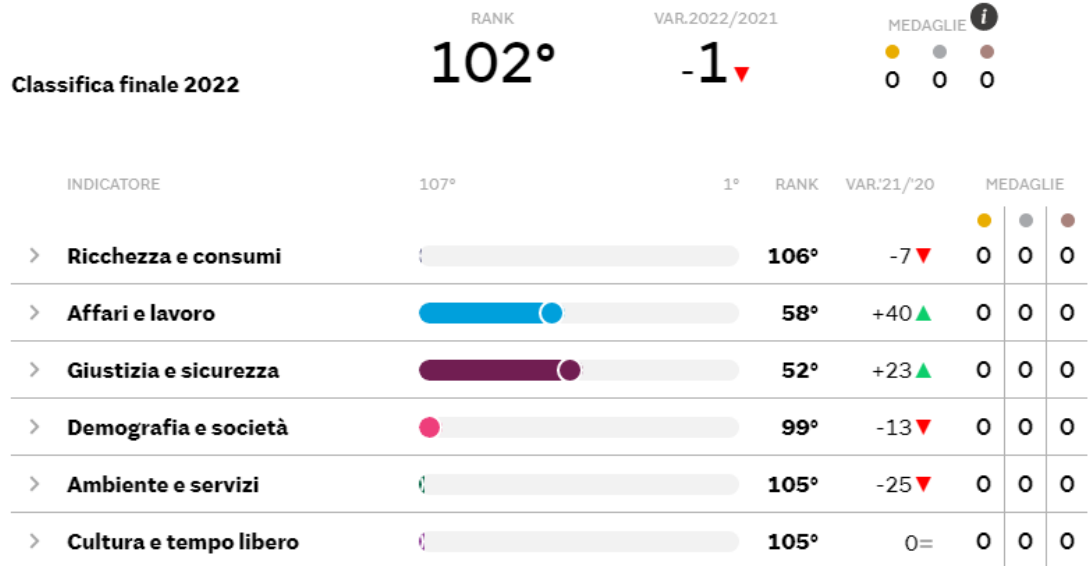 RANK VAR.2022/2021 MEDAGLIE i
Classifica finale 2022 102° -1 0 0 0
INDICATORE 107° 1° RANK VAR.'21/'20 MEDAGLIE
Ricchezza e consumi 106° -7 0 0 0
Affari e lavoro 58° +40 0 0 0
Giustizia e sicurezza 52° +23 0 0 0
Demografia e società 99° -13 0 0 0
Ambiente e servizi 105° -25 0 0 0
Cultura e tempo libero 105° 0= 0 0 0